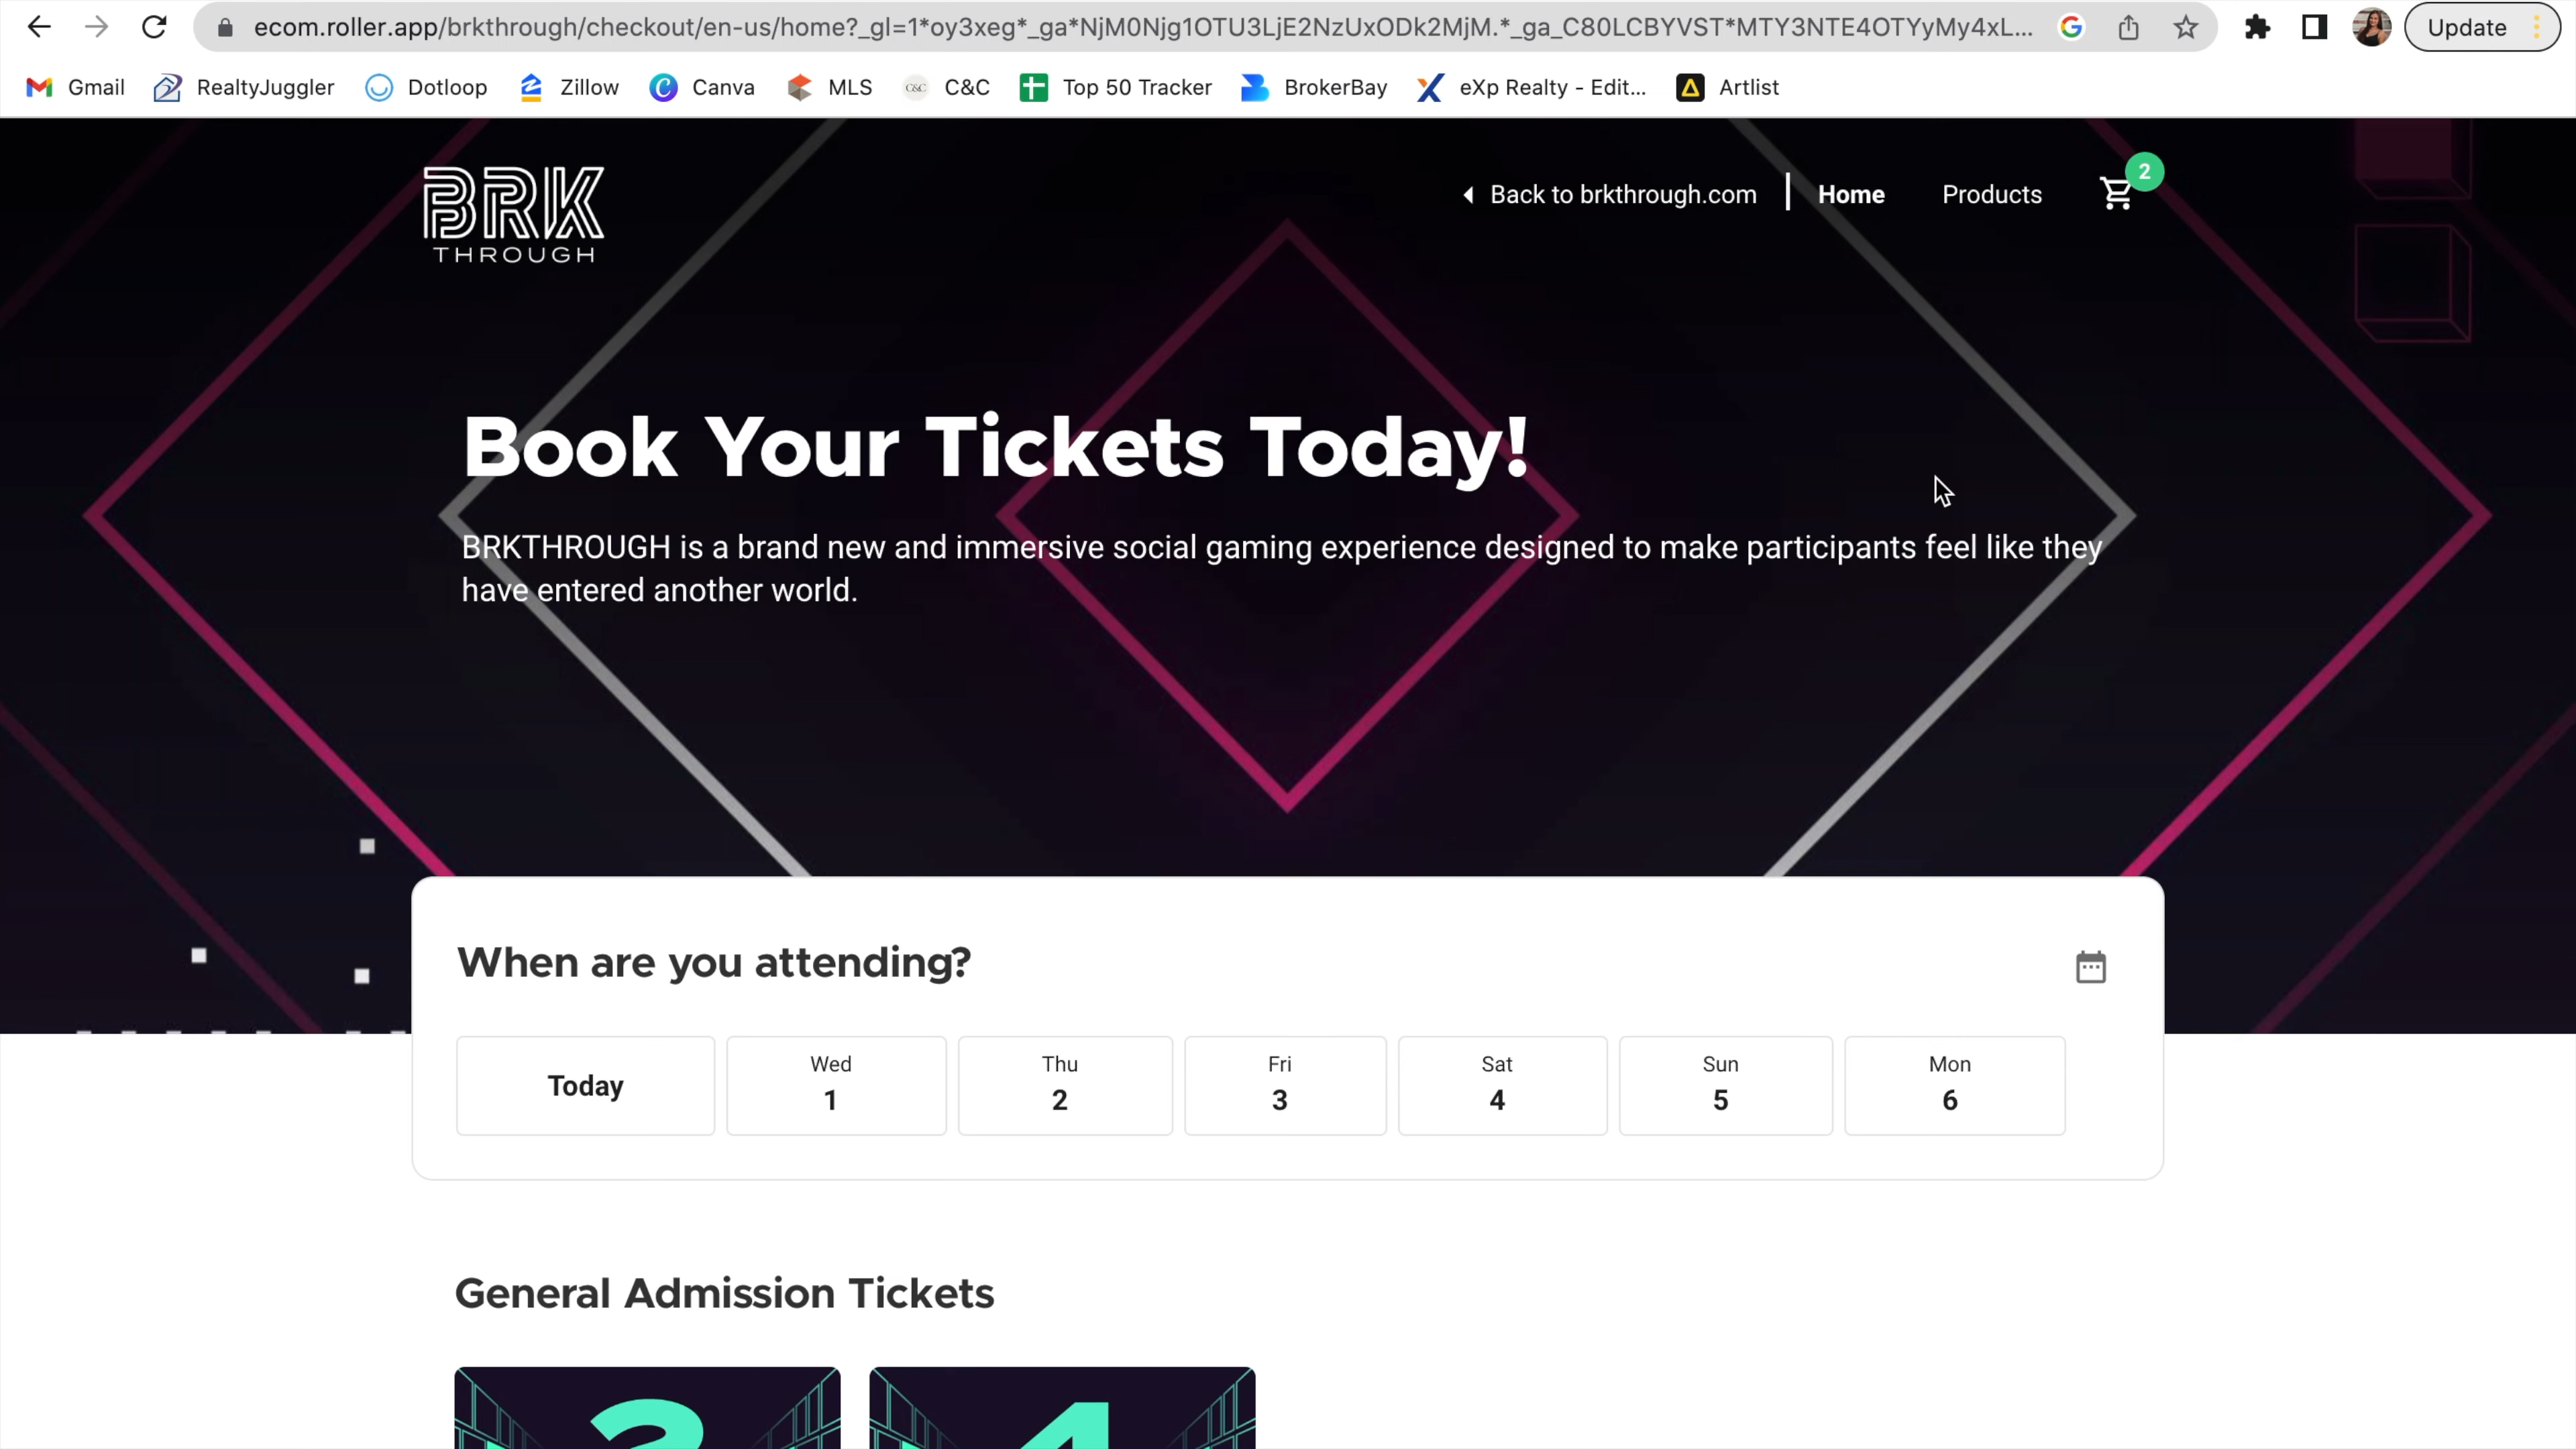 ecom.roller.app/brkthrough/checkout/en-us/home?_gl=1*oy3xeg*_ga*NjM0Njg1OTU3LjE2NzUxODk2MjM.*_ga_C80LCBYVST*MTY3NTE4OTYyMy4xL...
Update
Gmail RealtyJuggler Dotloop Zillow Canva MLS C&C C&C Top 50 Tracker BrokerBay eXp Realty - Edit... Artlist
BRK
THROUGH
Back to brkthrough.com Home Products 2
Book Your Tickets Today!
BRKTHROUGH is a brand new and immersive social gaming experience designed to make participants feel like they
have entered another world.
When are you attending?
Today
Wed
1
Thu
2
Fri
3
Sat
4
Sun
5
Mon
6
General Admission Tickets